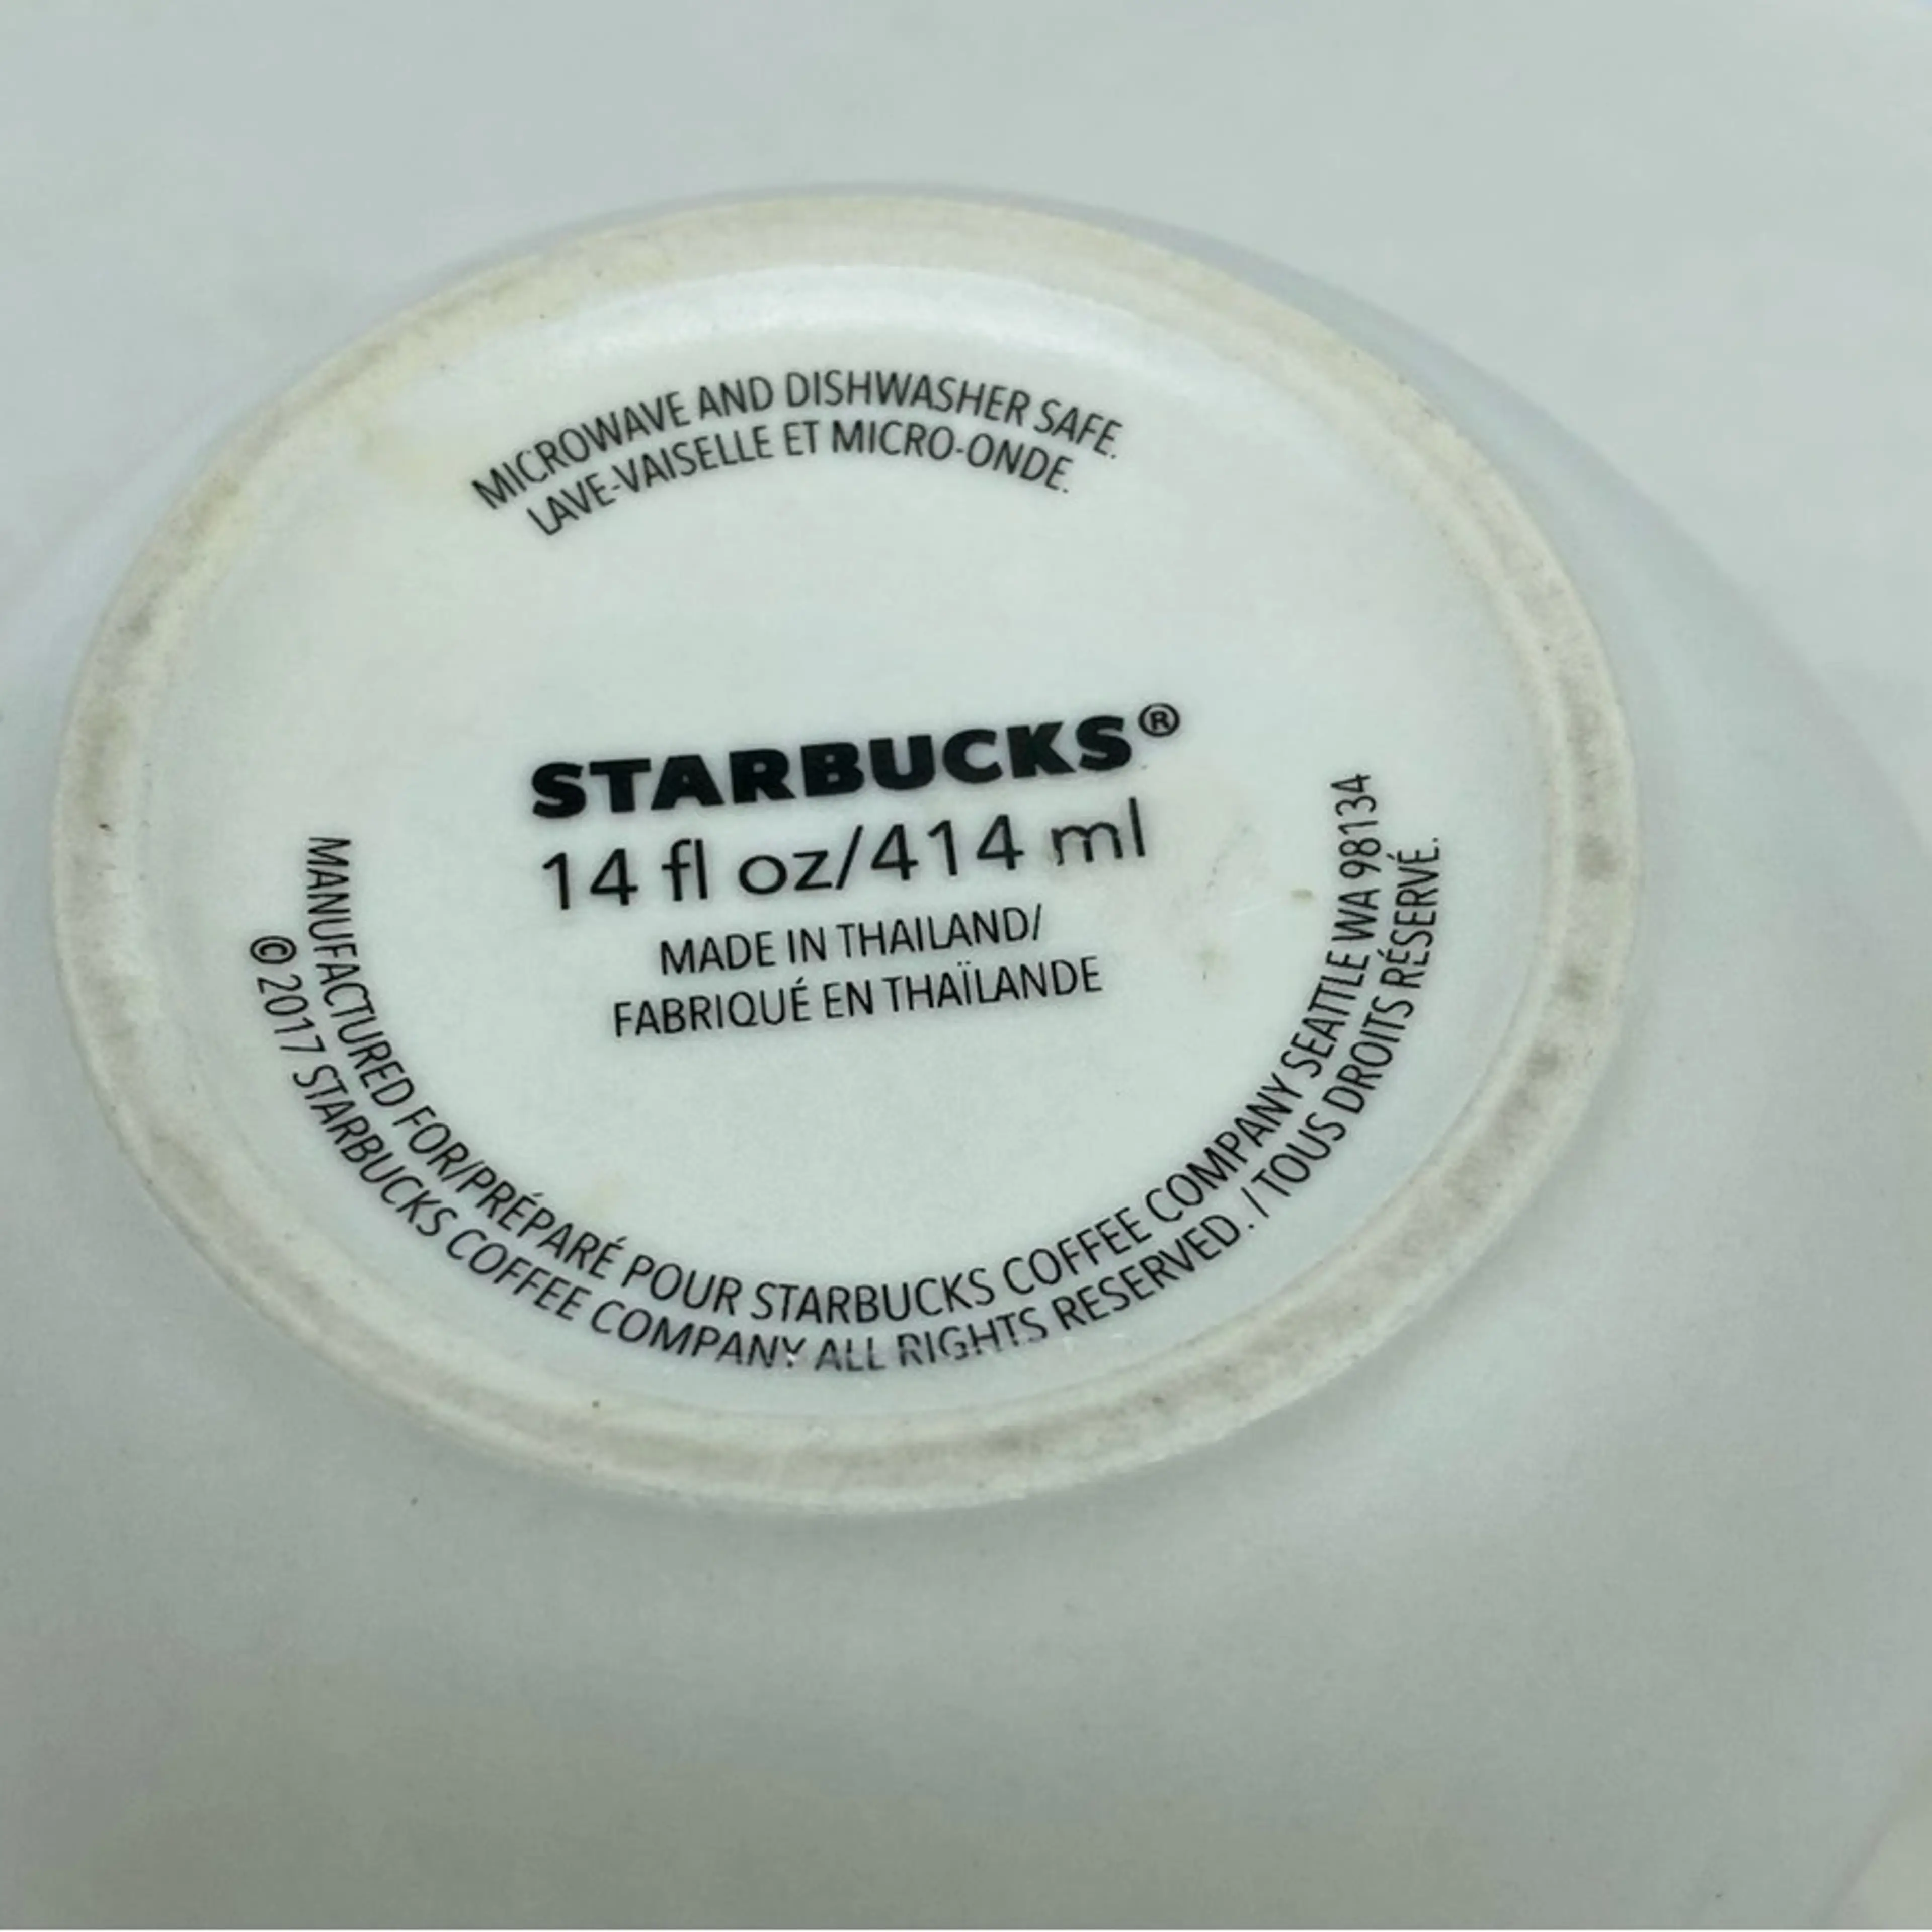 MICROWAVE AND DISHWASHER SAFE.
LAVE-VAISELLE ET MICRO-ONDE.
STARBUCKS®
14 fl oz/414 ml
MADE IN THAILAND/
FABRIQUÉ EN THAÏLANDE
MANUFACTURED FOR/PRÉPARÉ POUR STARBUCKS COFFEE COMPANY SEATTLE WA 98134
©2017 STARBUCKS COFFEE COMPANY ALL RIGHTS RESERVED. / TOUS DROITS RÉSERVÉ.